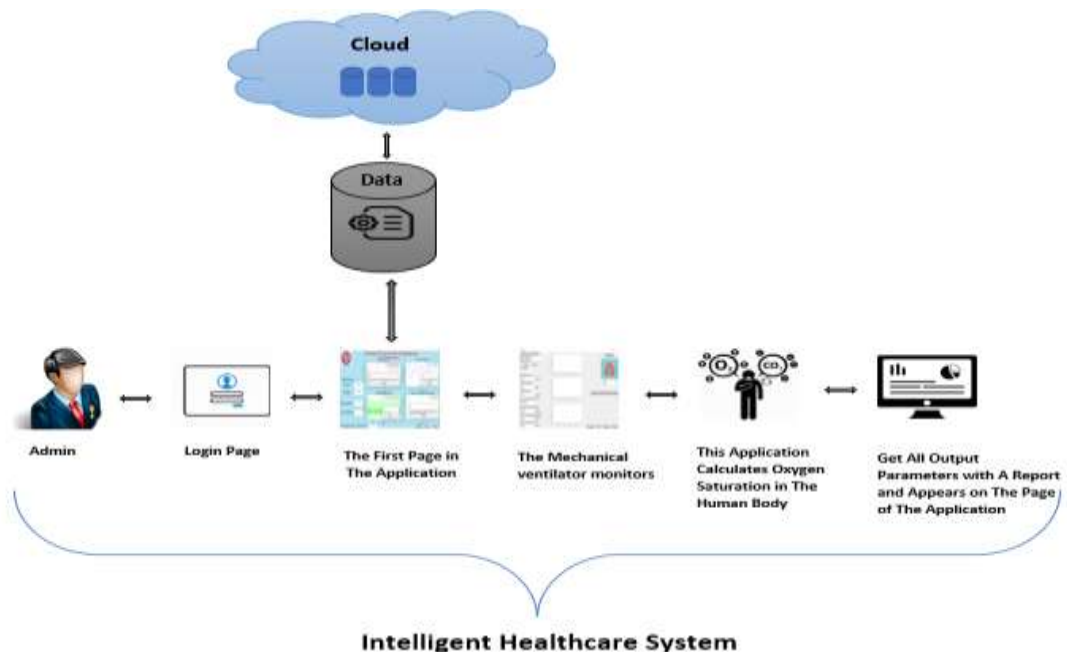 Cloud
Data
Admin
Login Page
The First Page in
The Application
The Mechanical
ventilator monitors
O₂
CO₂
This Application
Calculates Oxygen
Saturation in The
Human Body
Get All Output
Parameters with A Report
and Appears on The Page
of The Application
Intelligent Healthcare System